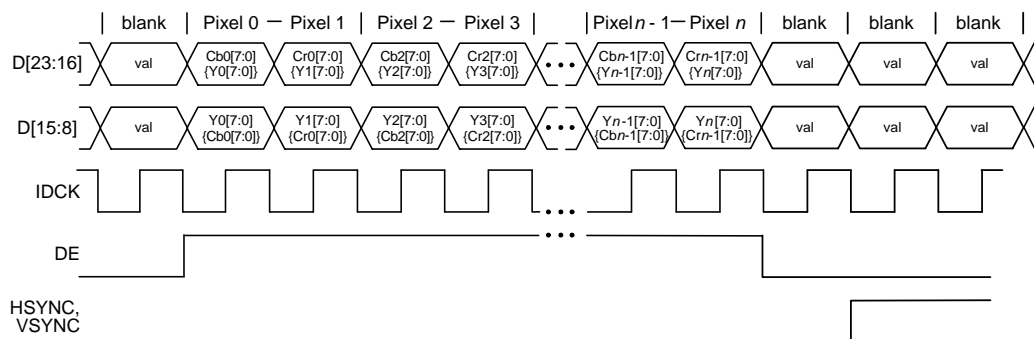 blank Pixel 0 — Pixel 1 Pixel 2 — Pixel 3 Pixel n - 1 — Pixel n blank blank blank
D[23:16] val Cb0[7:0] Cr0[7:0] Cb2[7:0] Cr2[7:0] ••• Cbn-1[7:0] Crn-1[7:0] val val val
{Y0[7:0]} {Y1[7:0]} {Y2[7:0]} {Y3[7:0]} {Yn-1[7:0]} {Yn[7:0]}
D[15:8] val Y0[7:0] Y1[7:0] Y2[7:0] Y3[7:0] ••• Yn-1[7:0] Yn[7:0] val val val
{Cb0[7:0]} {Cr0[7:0]} {Cb2[7:0]} {Cr2[7:0]} {Cbn-1[7:0]} {Crn-1[7:0]}
IDCK •••
DE •••
HSYNC,
VSYNC